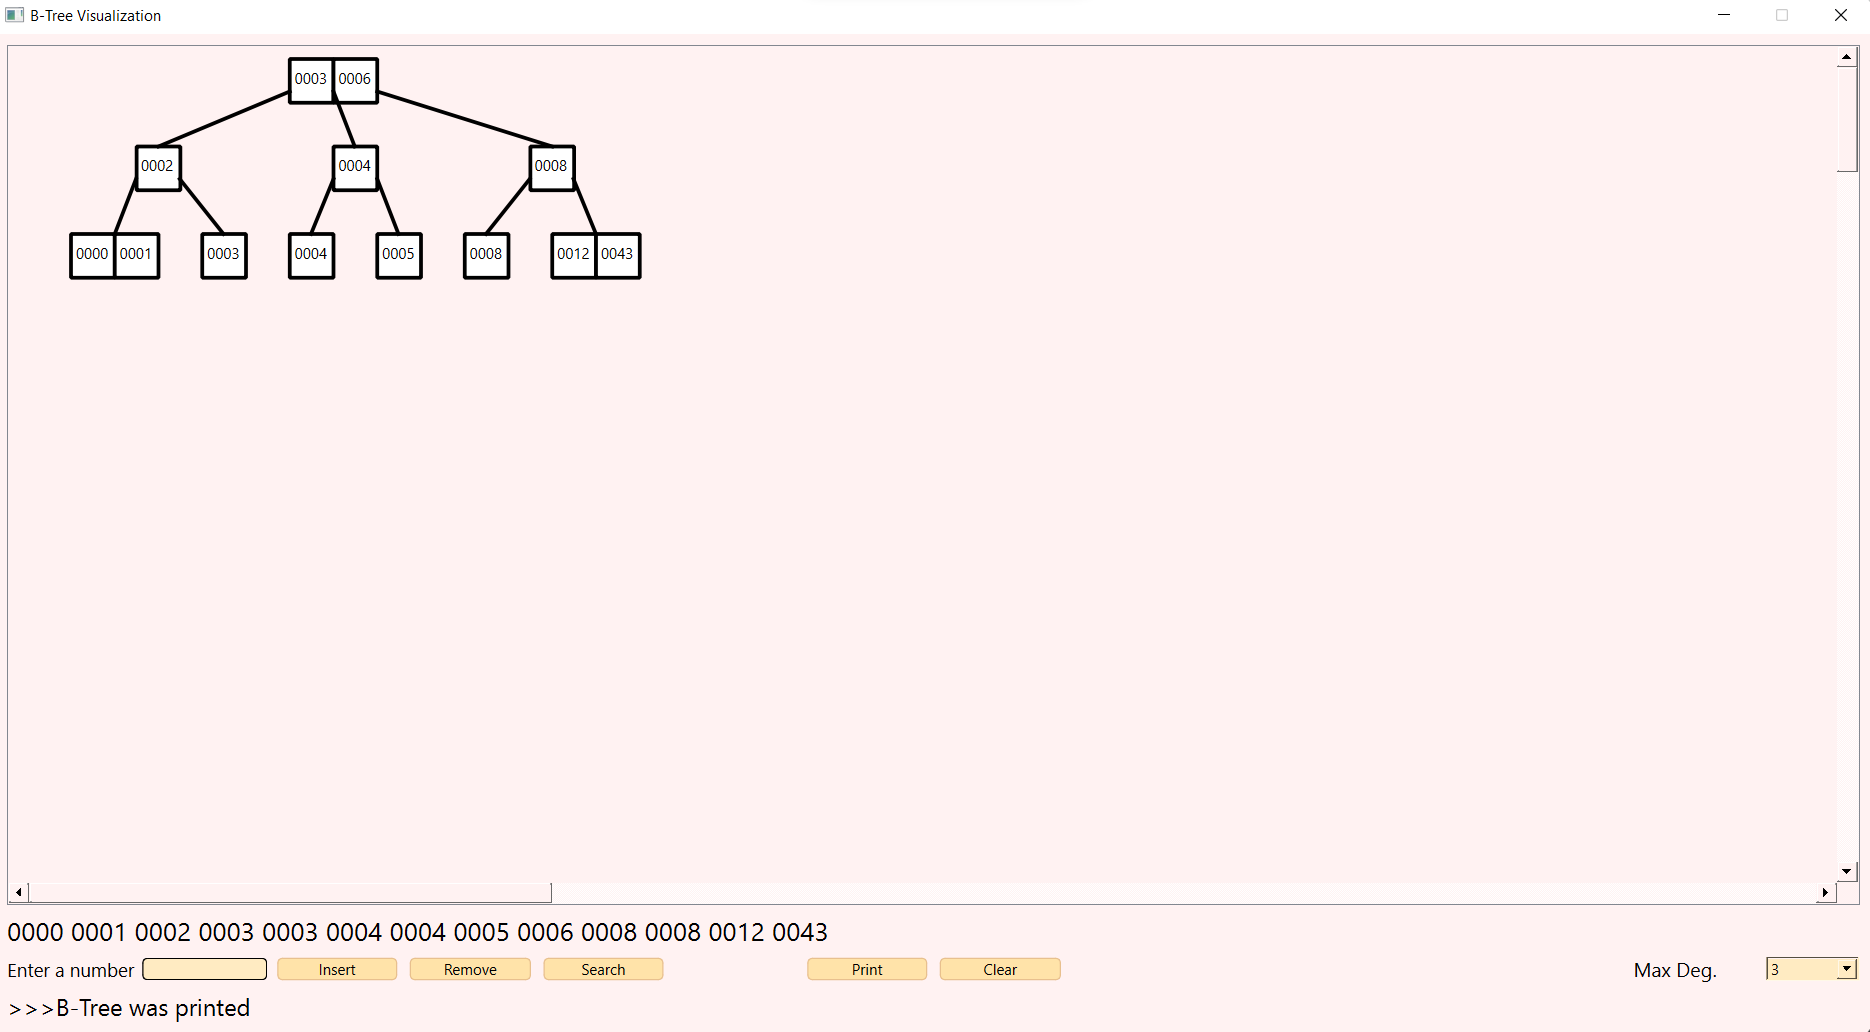 B-Tree Visualization
0003 0006
0002 0004 0008
0000 0001 0003 0004 0005 0008 0012 0043
0000 0001 0002 0003 0003 0004 0004 0005 0006 0008 0008 0012 0043
Enter a number Insert Remove Search Print Clear Max Deg. 3
>>>B-Tree was printed